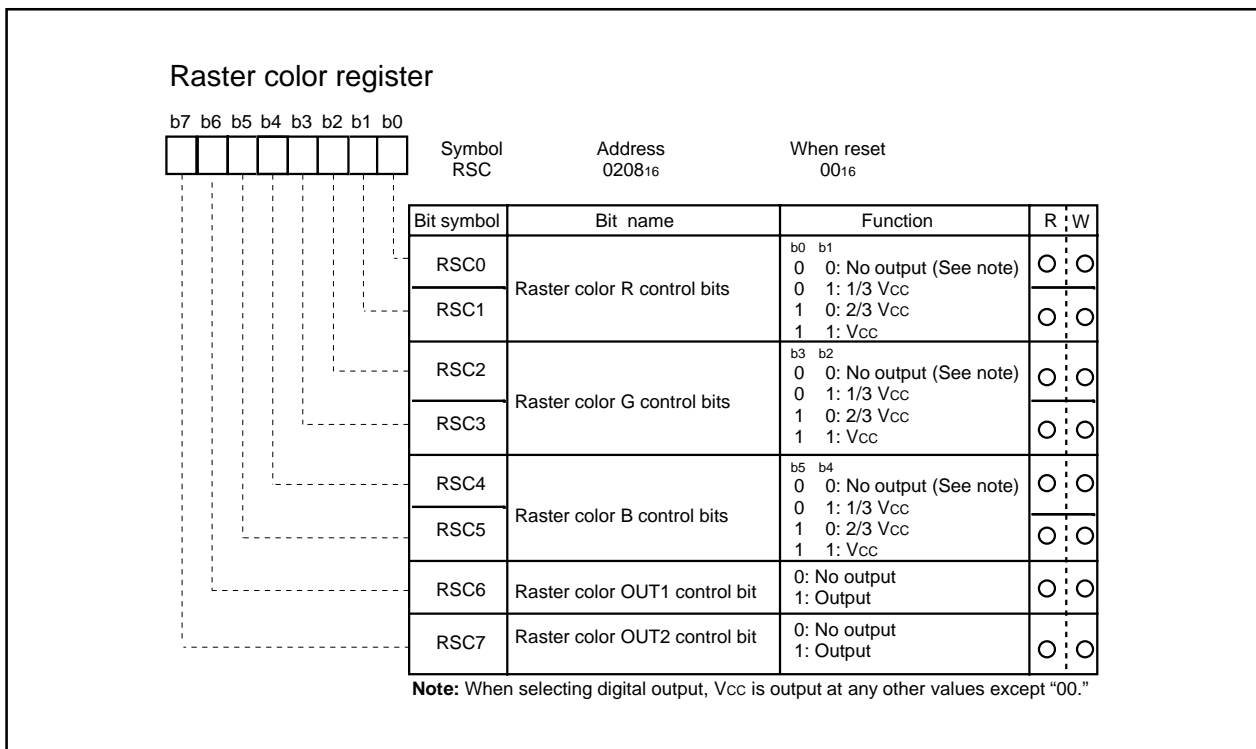 Raster color register
b7 b6 b5 b4 b3 b2 b1 b0
Symbol Address When reset
RSC 020816 0016
Bit symbol Bit name Function R W
RSC0
RSC1
Raster color R control bits
b0 b1
0 0: No output (See note)
0 1: 1/3 VCC
1 0: 2/3 VCC
1 1: VCC
RSC2
RSC3
Raster color G control bits
b3 b2
0 0: No output (See note)
0 1: 1/3 VCC
1 0: 2/3 VCC
1 1: VCC
RSC4
RSC5
Raster color B control bits
b5 b4
0 0: No output (See note)
0 1: 1/3 VCC
1 0: 2/3 VCC
1 1: VCC
RSC6
Raster color OUT1 control bit
0: No output
1: Output
RSC7
Raster color OUT2 control bit
0: No output
1: Output
Note: When selecting digital output, VCC is output at any other values except “00.”